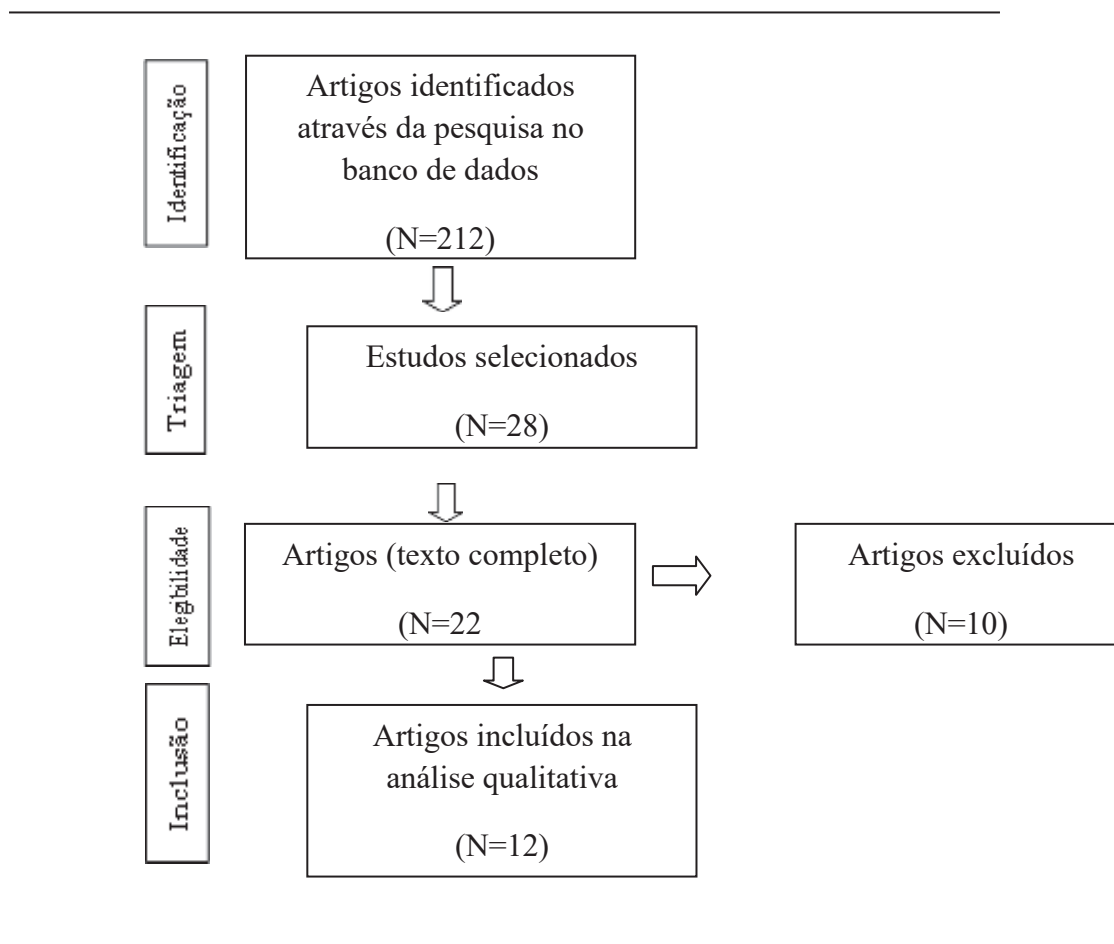 Identificação
Artigos identificados
através da pesquisa no
banco de dados
(N=212)
Triagem
Estudos selecionados
(N=28)
Elegibilidade
Artigos (texto completo)
(N=22
Artigos excluídos
(N=10)
Inclusão
Artigos incluídos na
análise qualitativa
(N=12)